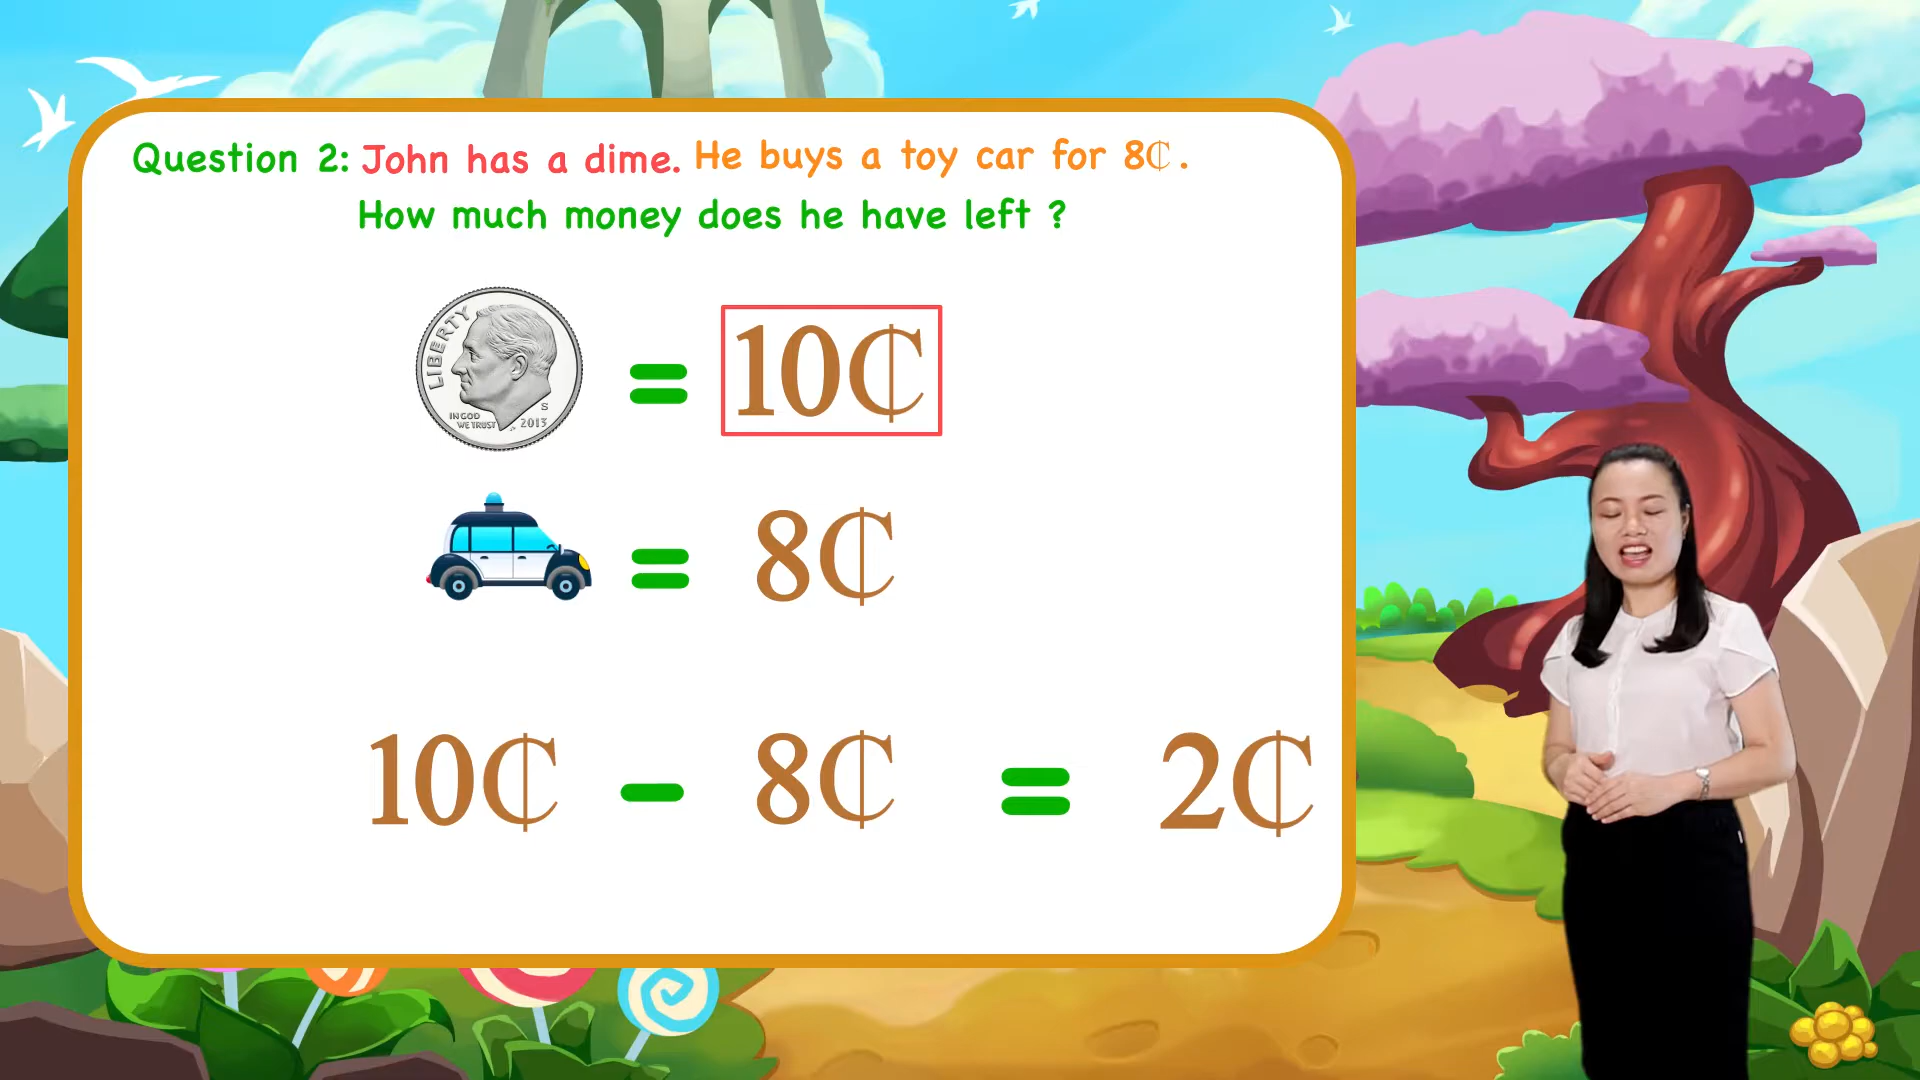 Question 2: John has a dime. He buys a toy car for 8₵.
How much money does he have left ?
LIBERTY
IN GOD
WE TRUST
S
2013
= 10₵
= 8₵
10₵ - 8₵ = 2₵